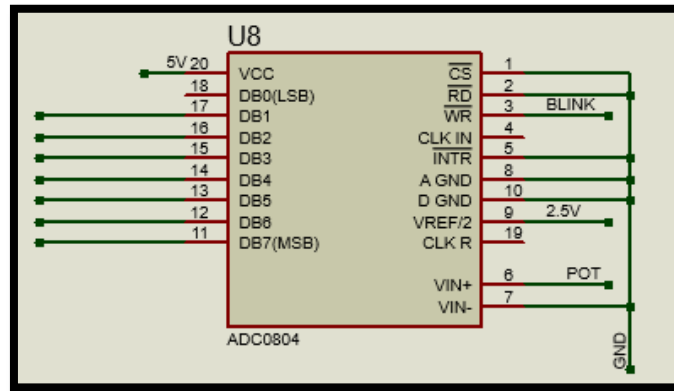 U8
5V 20 VCC CS 1
18 DB0(LSB) RD 2
17 DB1 WR 3 BLINK
16 DB2 CLK IN 4
15 DB3 INTR 5
14 DB4 A GND 8
13 DB5 D GND 10
12 DB6 VREF/2 9 2.5V
11 DB7(MSB) CLK R 19
VIN+ 6 POT
VIN- 7
ADC0804
GND